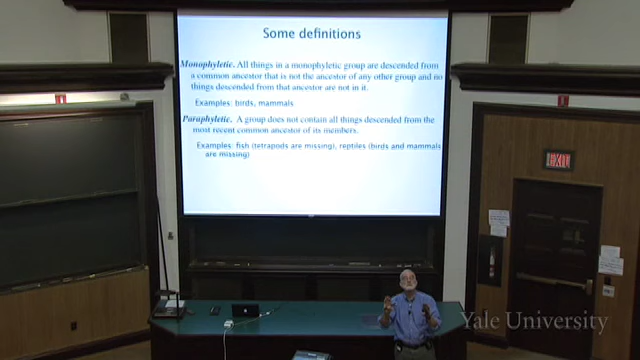 Some definitions
Monophyletic. All things in a monophyletic group are descended from
a common ancestor that is not the ancestor of any other group and no
things descended from that ancestor are not in it.
Examples: birds, mammals
Paraphyletic. A group does not contain all things descended from the
most recent common ancestor of its members.
Examples: fish (tetrapods are missing), reptiles (birds and mammals
are missing)
EXIT
Yale University